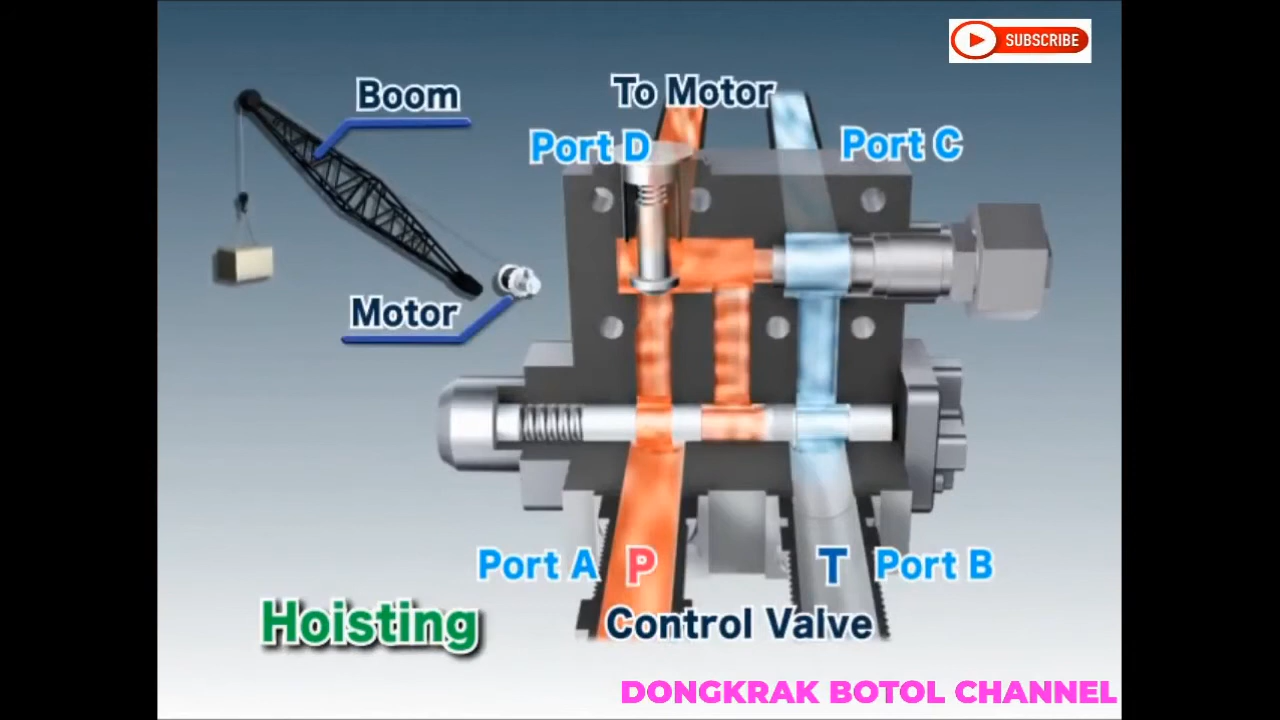 SUBSCRIBE
Boom
To Motor
Port D
Port C
Motor
Port A
P
T
Port B
Hoisting
Control Valve
DONGKRAK BOTOL CHANNEL